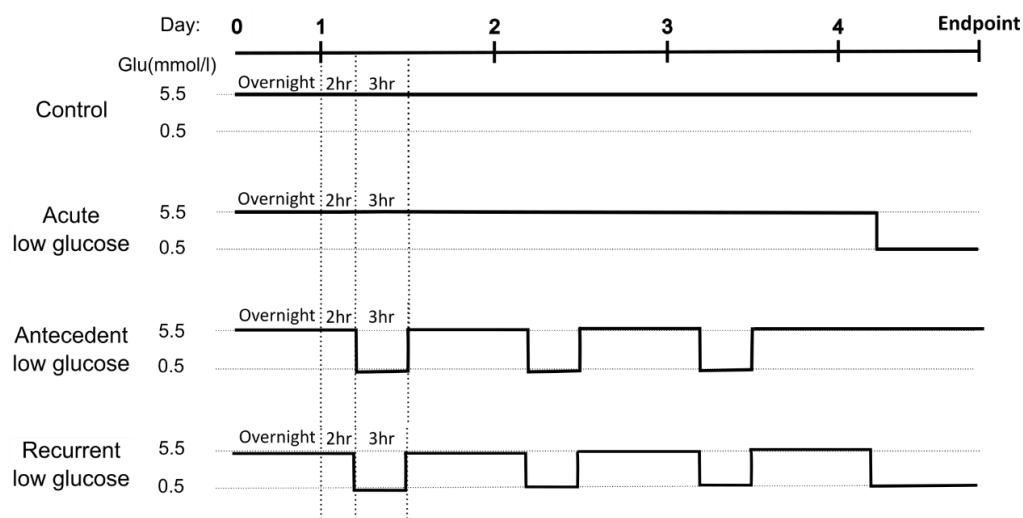 Day: 0 1 2 3 4 Endpoint
Glu(mmol/l)
Overnight 2hr 3hr
Control
5.5
0.5
Overnight 2hr 3hr
Acute
low glucose
5.5
0.5
Overnight 2hr 3hr
Antecedent
low glucose
5.5
0.5
Overnight 2hr 3hr
Recurrent
low glucose
5.5
0.5